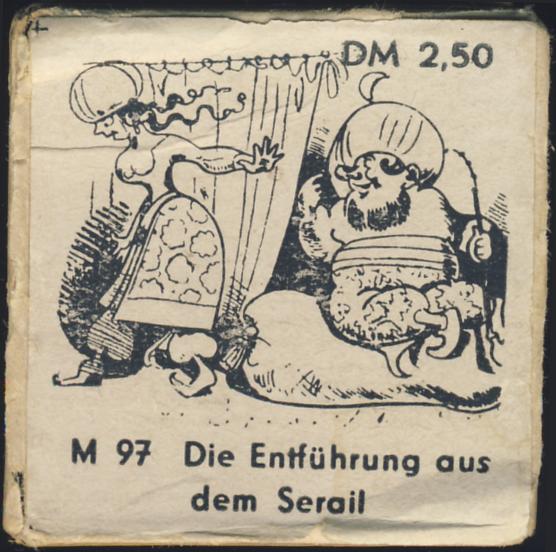 DM 2,50
M 97 Die Entführung aus
dem Serail